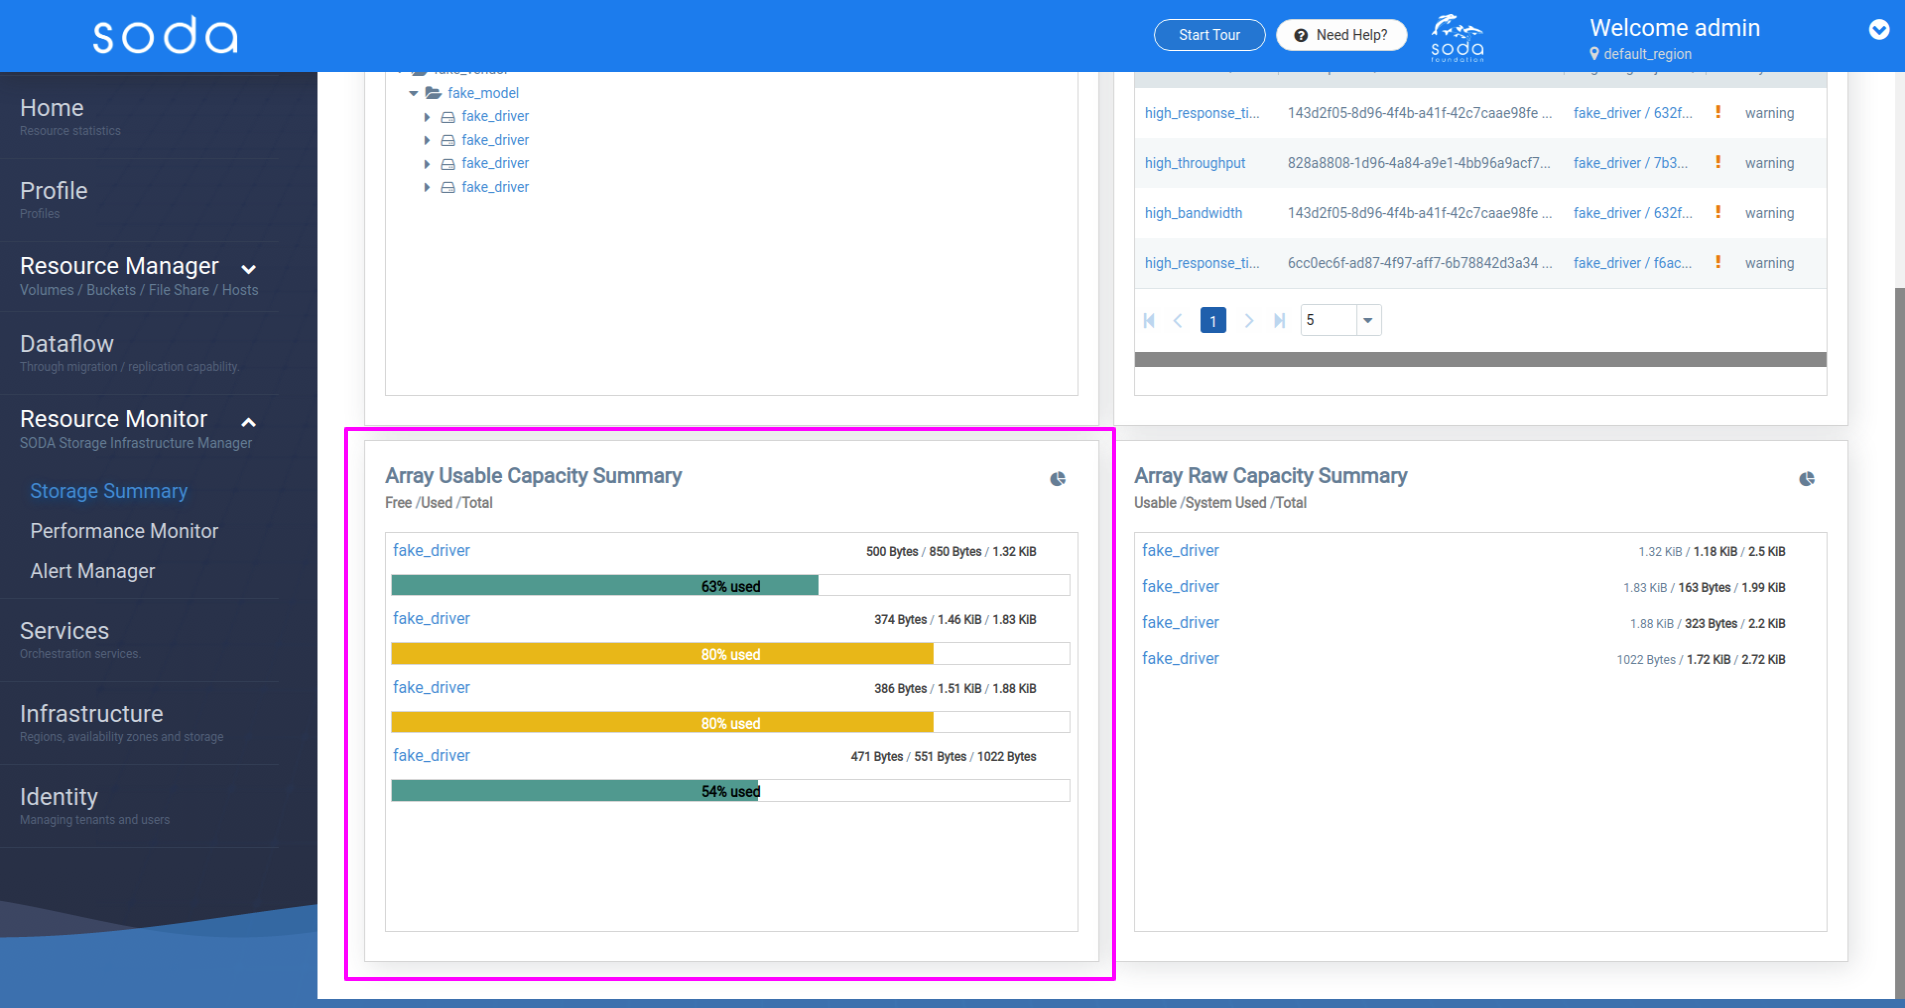 soda
Start Tour
Need Help?
soda
foundation
Welcome admin
default_region
Home
Resource statistics
Profile
Profiles
Resource Manager
Volumes / Buckets / File Share / Hosts
Dataflow
Through migration / replication capability.
Resource Monitor
SODA Storage Infrastructure Manager
Storage Summary
Performance Monitor
Alert Manager
Services
Orchestration services.
Infrastructure
Regions, availability zones and storage
Identity
Managing tenants and users
fake_vendor
fake_model
fake_driver
fake_driver
fake_driver
fake_driver
high_response_ti... 143d2f05-8d96-4f4b-a41f-42c7caae98fe ... fake_driver / 632f... warning
high_throughput 828a8808-1d96-4a84-a9e1-4bb96a9acf7... fake_driver / 7b3... warning
high_bandwidth 143d2f05-8d96-4f4b-a41f-42c7caae98fe ... fake_driver / 632f... warning
high_response_ti... 6cc0ec6f-ad87-4f97-aff7-6b78842d3a34 ... fake_driver / f6ac... warning
1 5
Array Usable Capacity Summary
Free /Used /Total
fake_driver 500 Bytes / 850 Bytes / 1.32 KiB
63% used
fake_driver 374 Bytes / 1.46 KiB / 1.83 KiB
80% used
fake_driver 386 Bytes / 1.51 KiB / 1.88 KiB
80% used
fake_driver 471 Bytes / 551 Bytes / 1022 Bytes
54% used
Array Raw Capacity Summary
Usable /System Used /Total
fake_driver 1.32 KiB / 1.18 KiB / 2.5 KiB
fake_driver 1.83 KiB / 163 Bytes / 1.99 KiB
fake_driver 1.88 KiB / 323 Bytes / 2.2 KiB
fake_driver 1022 Bytes / 1.72 KiB / 2.72 KiB